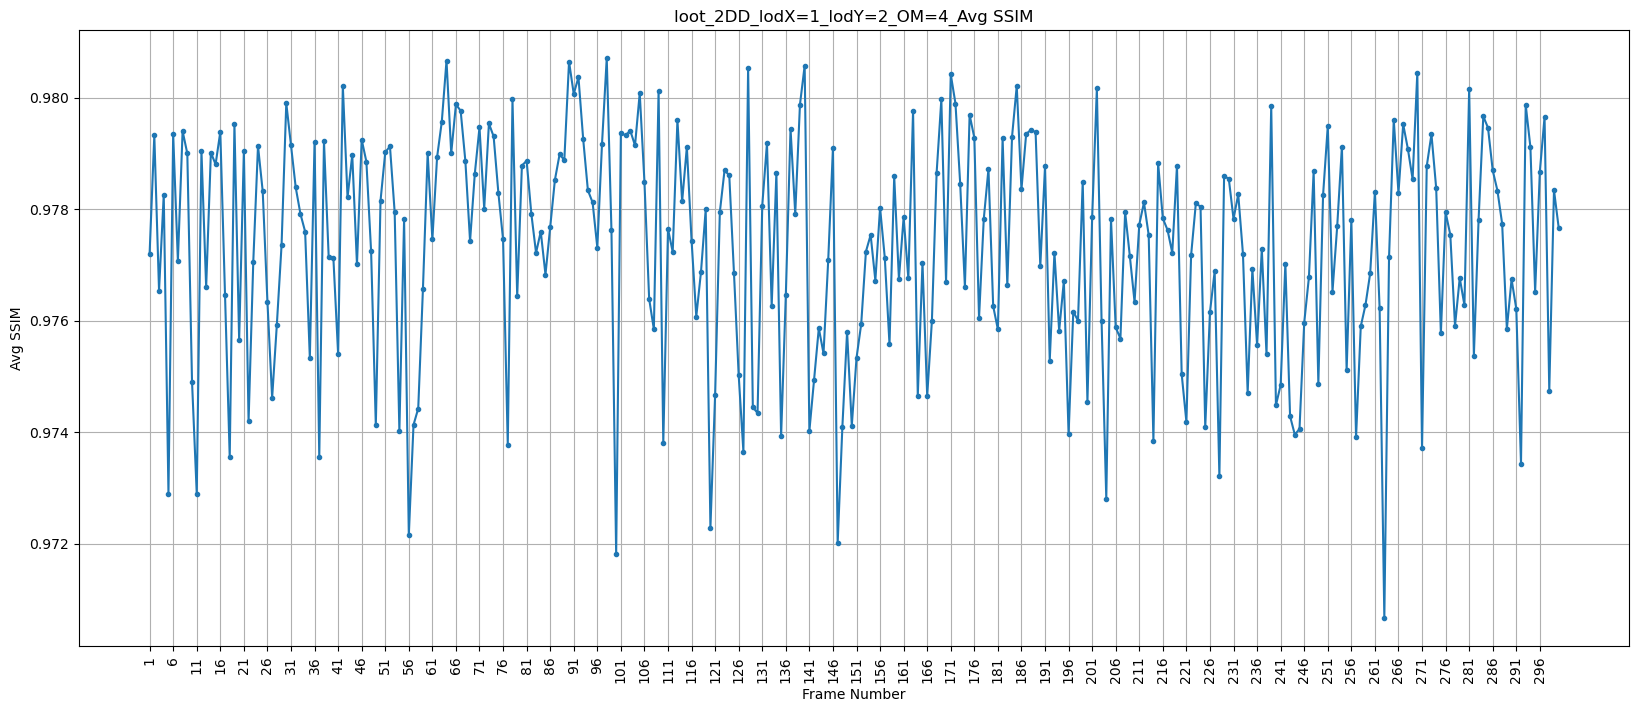 loot_2DD_lodX=1_lodY=2_OM=4_Avg SSIM
Avg SSIM
0.980
0.978
0.976
0.974
0.972
1 6 11 16 21 26 31 36 41 46 51 56 61 66 71 76 81 86 91 96 101 106 111 116 121 126 131 136 141 146 151 156 161 166 171 176 181 186 191 196 201 206 211 216 221 226 231 236 241 246 251 256 261 266 271 276 281 286 291 296
Frame Number